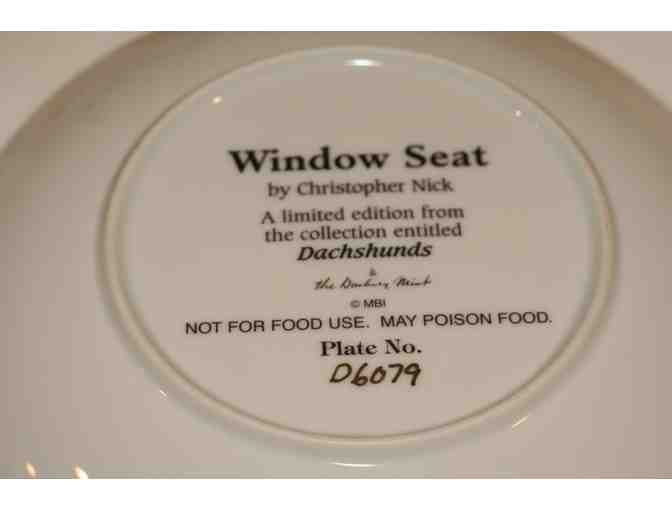 Window Seat
by Christopher Nick
A limited edition from
the collection entitled
Dachshunds
the Danbury Mint
© MBI
NOT FOR FOOD USE. MAY POISON FOOD.
Plate No.
D6079